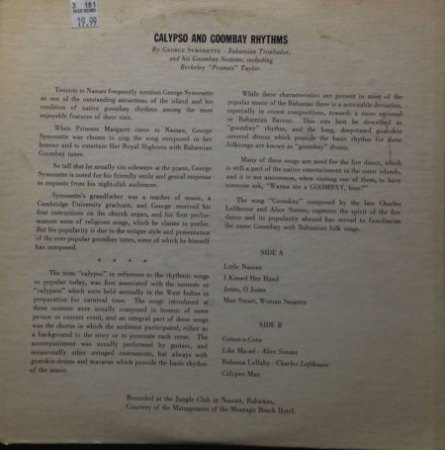 3 181
19.99
CALYPSO AND GOOMBAY RHYTHMS
By GEORGE SYMONETTE - Bahamian Troubador,
and his Goombay Sextette, including
Berkeley "Peanuts" Taylor.
Tourists to Nassau frequently mention George Symonette
as one of the outstanding attractions of the island and his
rendition of native goombay rhythms among the most
enjoyable features of their visit.
When Princess Margaret came to Nassau, George
Symonette was chosen to sing the song composed in her
honour and to entertain Her Royal Highness with Bahamian
Goombay tunes.
So tall that he usually sits sideways at the piano, George
Symonette is noted for his friendly smile and genial response
to requests from his night-club audiences.
Symonette's grandfather was a teacher of music, a
Cambridge University graduate, and George received his
first instructions on the church organ, and his first perfor-
mances were of religious songs, which he claims to prefer.
But his popularity is due to the unique style and presentation
of the ever-popular goombay tunes, some of which he himself
has composed.
* * * *
The term "calypso" in reference to the rhythmic songs
so popular today, was first associated with the contests or
"calypsos" which were held annually in the West Indies in
preparation for carnival time. The songs introduced at
these contests were usually composed in honour of some
person or current event, and an integral part of these songs
was the chorus in which the audience participated, either as
a background to the story or to punctuate each verse. The
accompaniment was usually performed by guitars, and
occasionally other stringed instruments, but always with
goatskin drums and maracas which provide the basic rhythm
of the music.
While these characteristics are present in most of the
popular music of the Bahamas there is a noticeable deviation,
especially in recent compositions, towards a more
Bahamian flavour. This can best be described as
"goombay" rhythm, and the long, deep-toned goat-skin
covered drums which provide the basic rhythm for these
folksongs are known as "goombay" drums.
Many of these songs are used for the fire dance, which
is still a part of the native entertainment in the outer islands,
and it is not uncommon, when visiting one of them, to have
someone ask, "Wanna see a GOOMBAY, boss?"
The song "Goombay" composed by the late Charles
Lofthouse and Alice Simms, captures the spirit of the fire
dance and its popularity abroad has served to familiarize
the name Goombay with Bahamian folk songs.
SIDE A
Little Nassau
I Kissed Her Hand
Jones, O Jones
Man Smart, Woman Smarter
SIDE B
Gomara-Gora
Like Mo-ad - Alice Simms
Bahama Lullaby - Charles Lofthouse
Calypso Man
Recorded at the Jungle Club in Nassau, Bahamas,
Courtesy of the Management of the Montagu Beach Hotel.